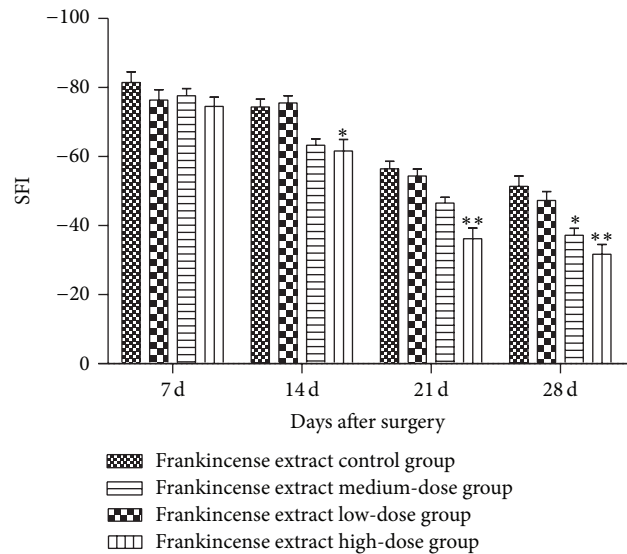 −100
−80
−60
−40
−20
0
SFI
*
**
*
**
7 d
14 d
21 d
28 d
Days after surgery
Frankincense extract control group
Frankincense extract medium-dose group
Frankincense extract low-dose group
Frankincense extract high-dose group